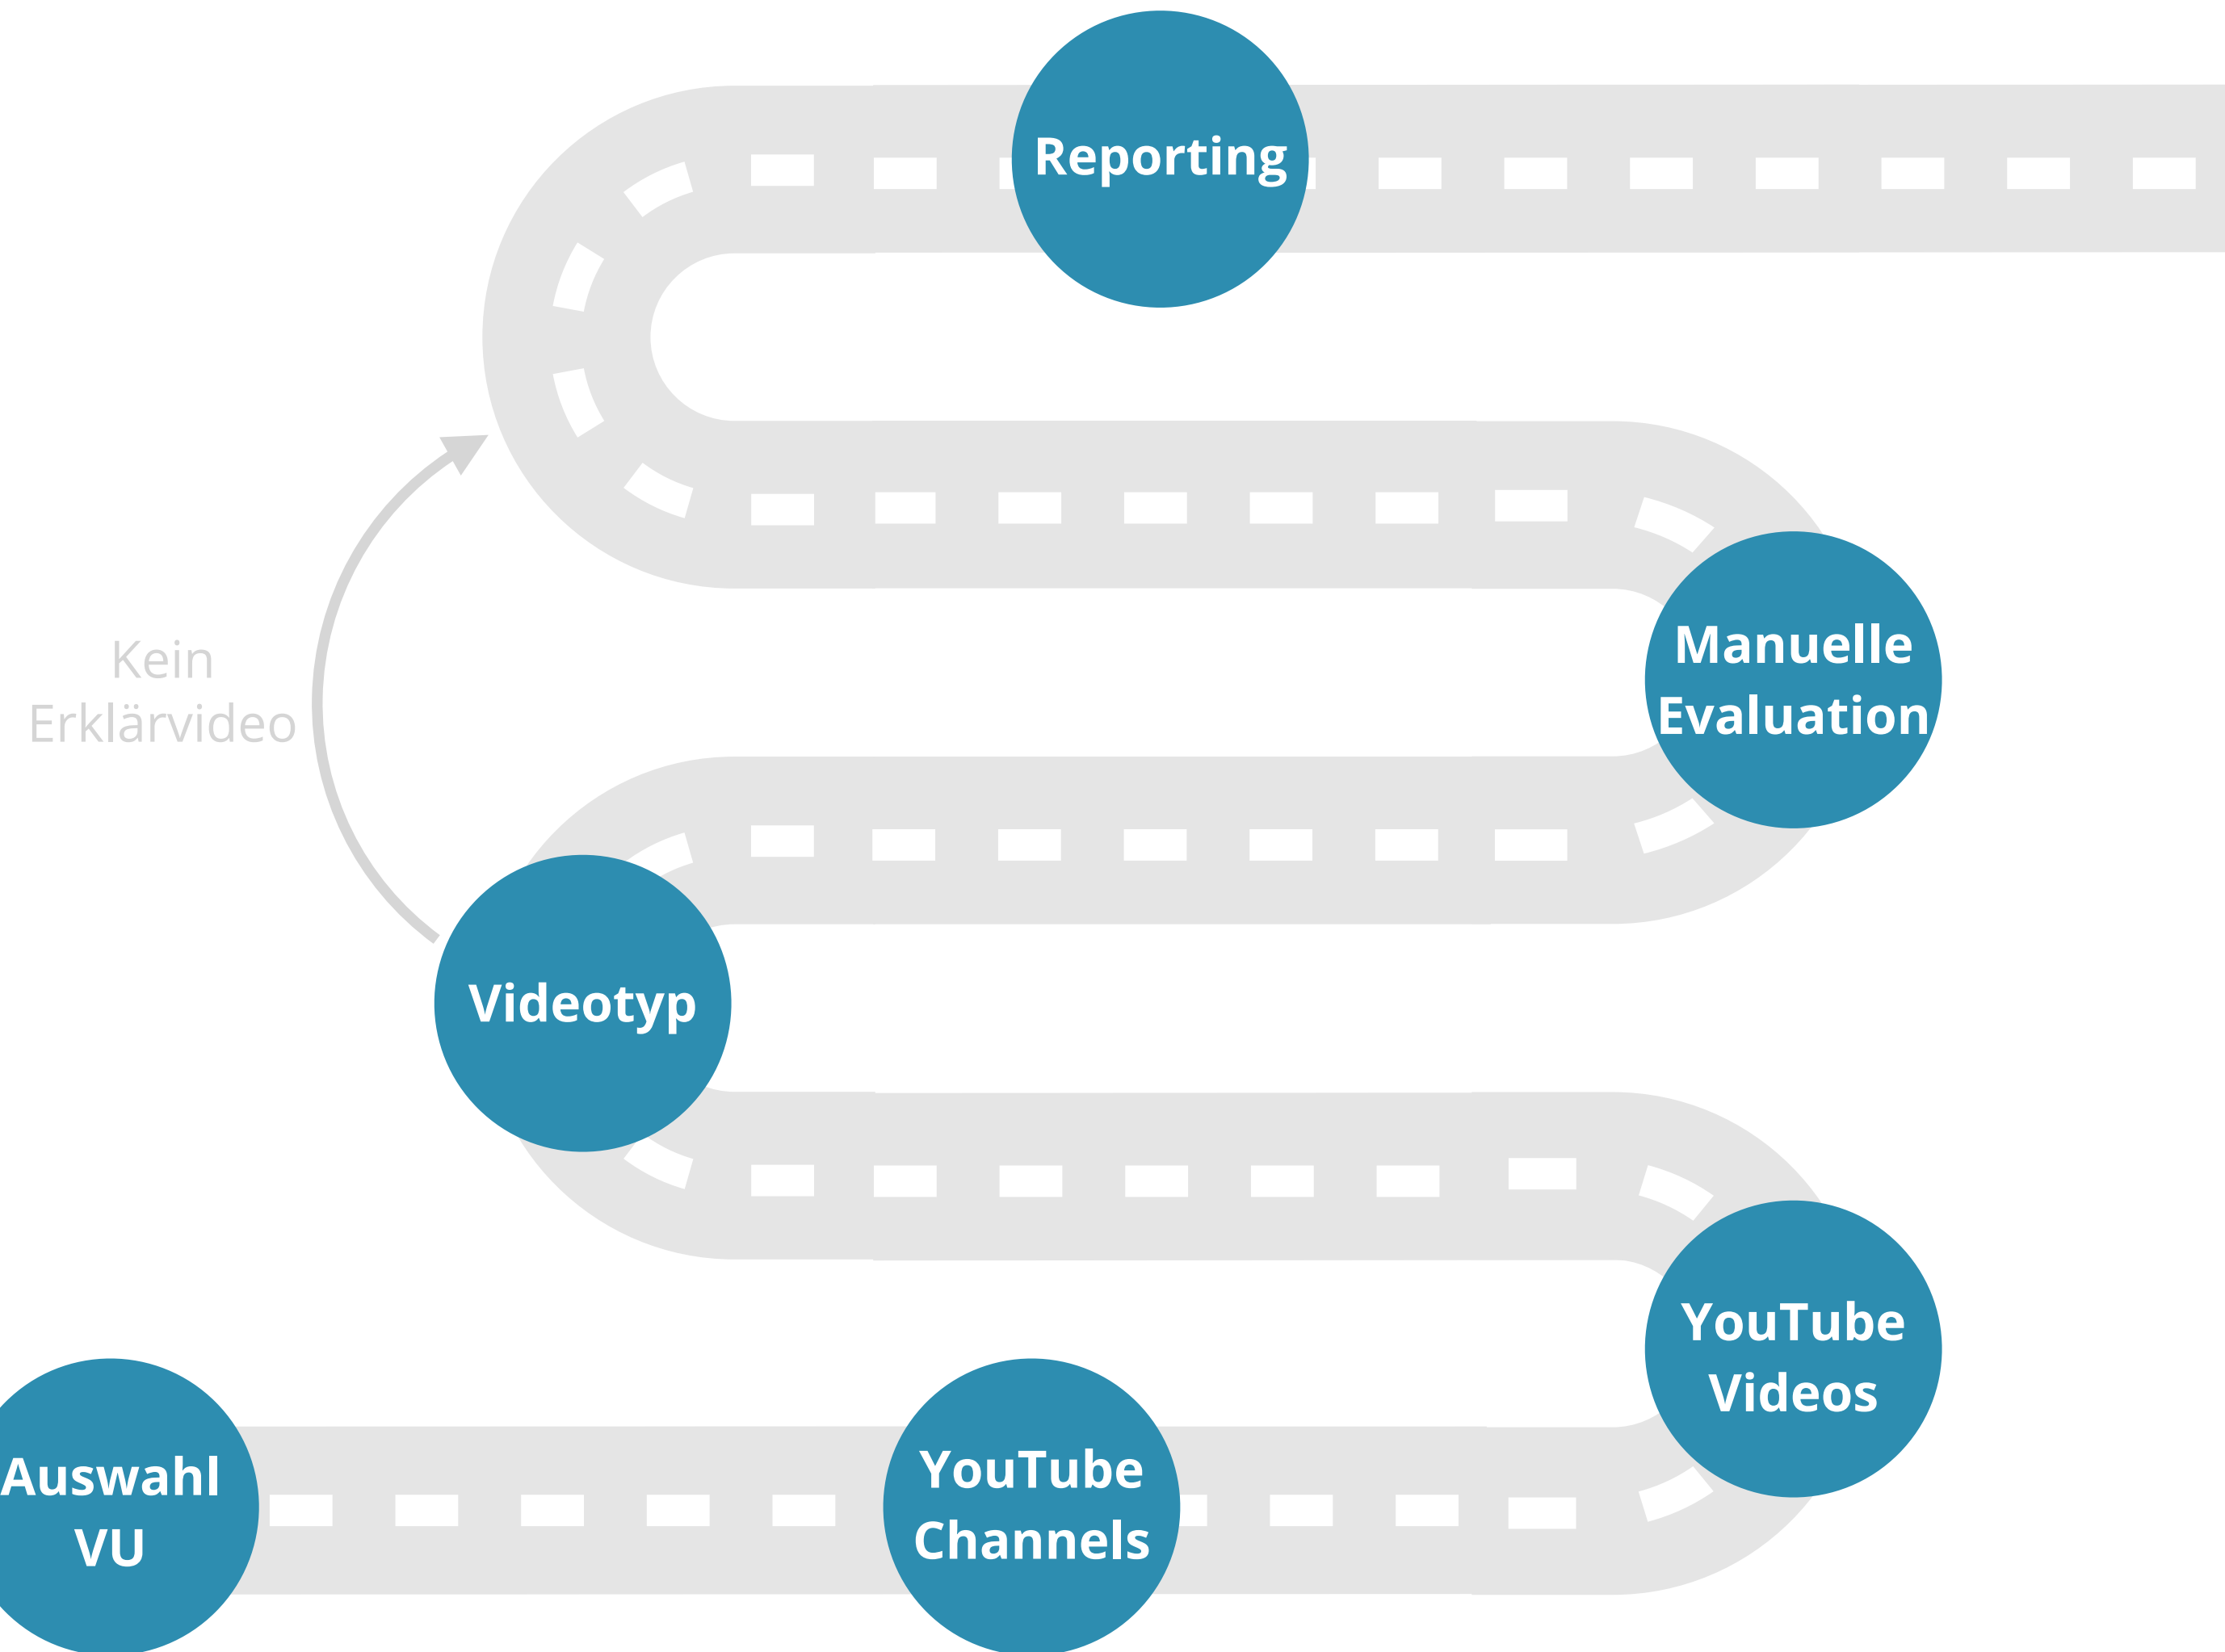 Reporting
Kein
Erklärvideo
Manuelle
Evaluation
Videotyp
YouTube
Videos
YouTube
Channels
Auswahl
VU